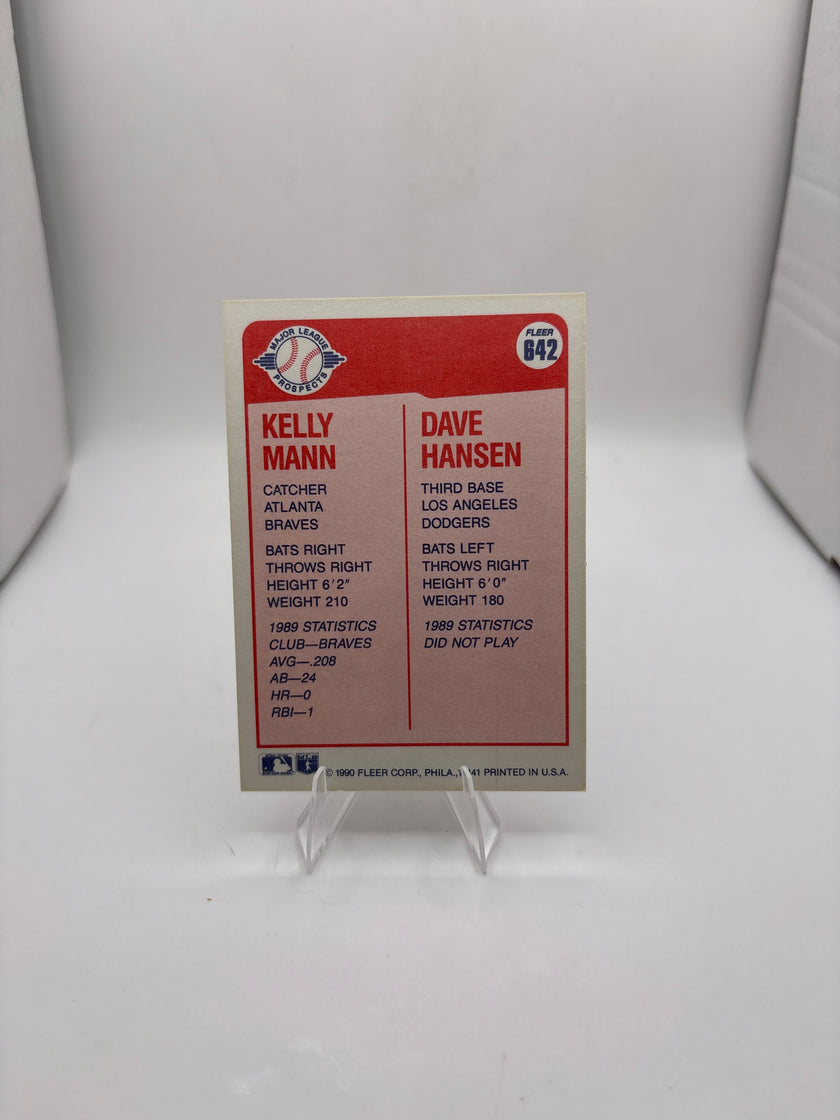 MAJOR LEAGUE
PROSPECTS
FLEER
642
KELLY
MANN
CATCHER
ATLANTA
BRAVES
BATS RIGHT
THROWS RIGHT
HEIGHT 6'2"
WEIGHT 210
1989 STATISTICS
CLUB—BRAVES
AVG—.208
AB—24
HR—0
RBI—1
DAVE
HANSEN
THIRD BASE
LOS ANGELES
DODGERS
BATS LEFT
THROWS RIGHT
HEIGHT 6'0"
WEIGHT 180
1989 STATISTICS
DID NOT PLAY
© 1990 FLEER CORP., PHILA., PRINTED IN U.S.A.